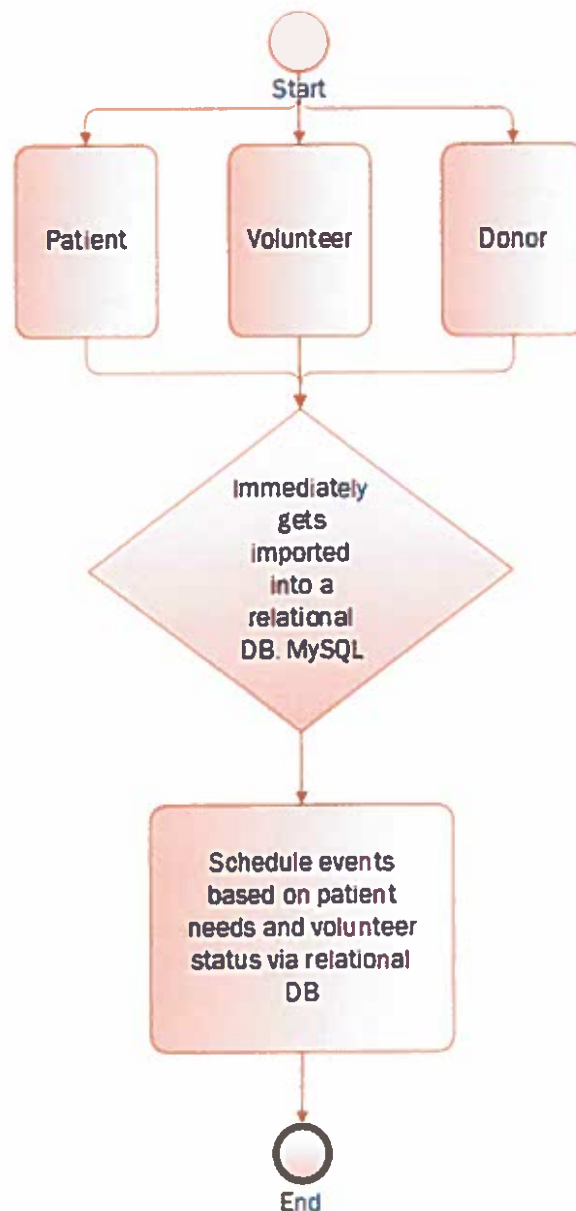 Start
Patient
Volunteer
Donor
Immediately
gets
imported
into a
relational
DB. MySQL
Schedule events
based on patient
needs and volunteer
status via relational
DB
End